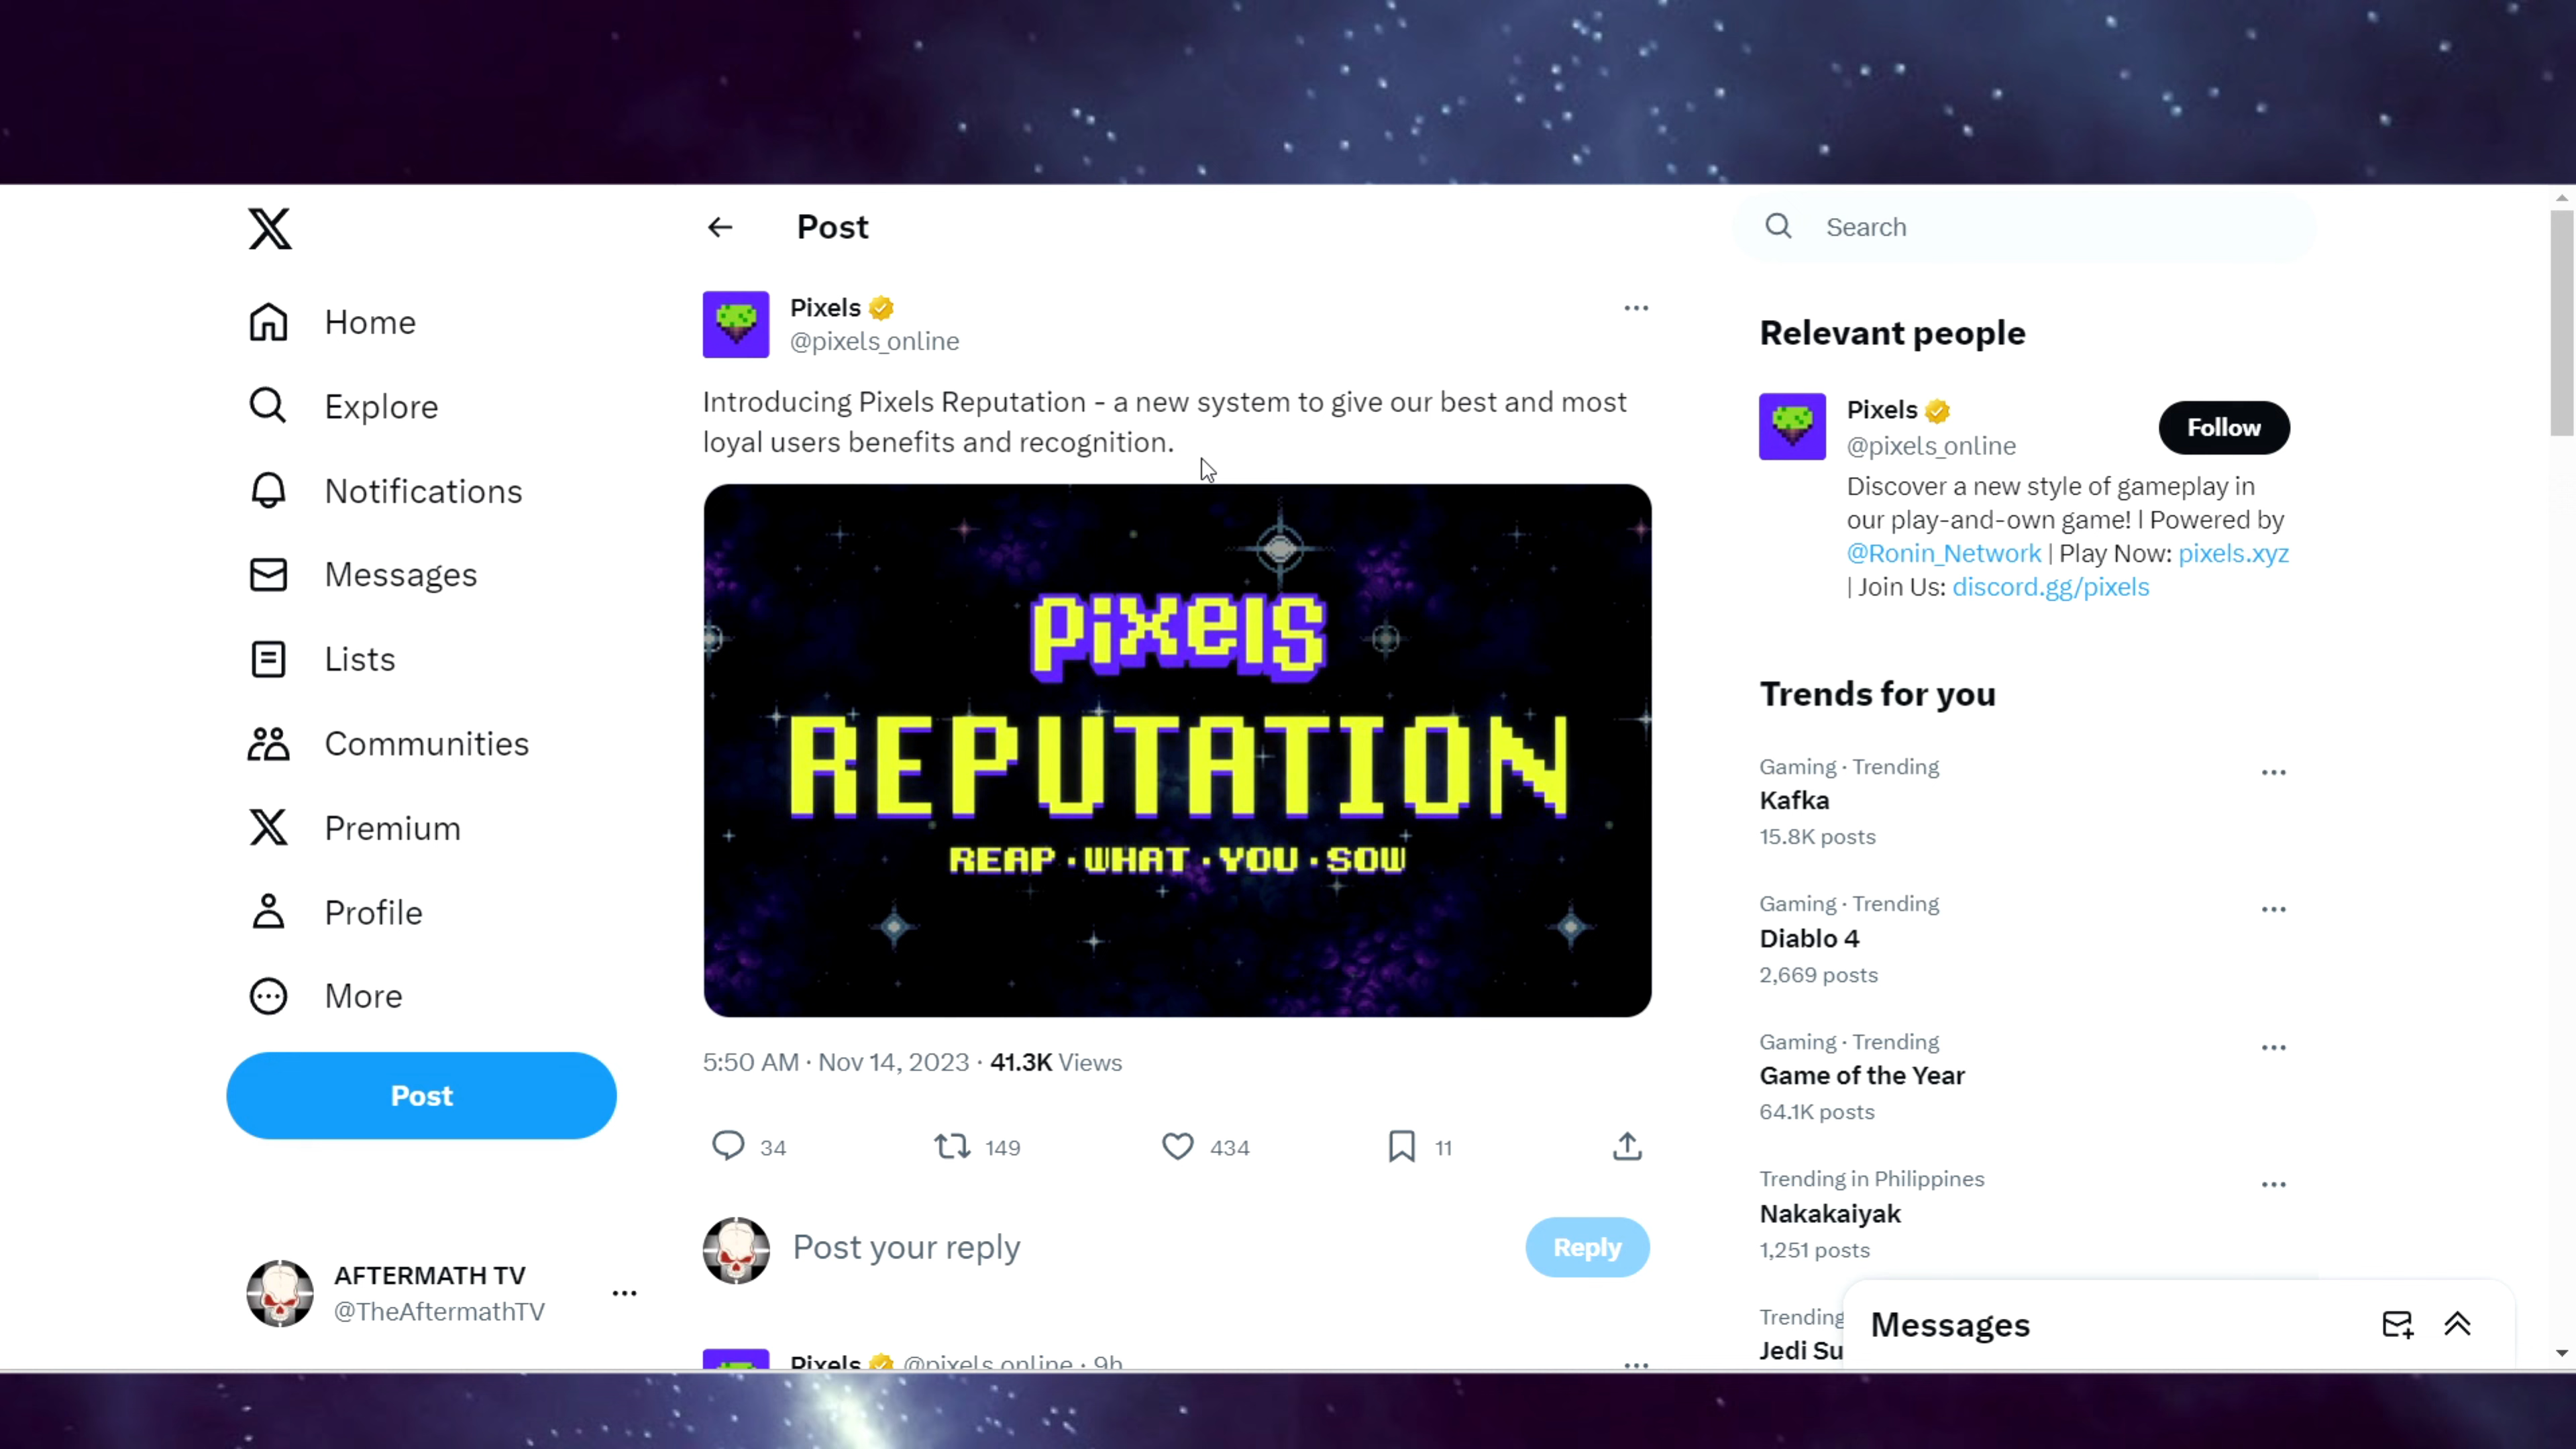 Home
Explore
Notifications
Messages
Lists
Communities
Premium
Profile
More
Post
AFTERMATH TV
@TheAftermathTV
Post
Pixels
@pixels_online
Introducing Pixels Reputation - a new system to give our best and most
loyal users benefits and recognition.
pixels
REPUTATION
REAP · WHAT · YOU · SOW
5:50 AM · Nov 14, 2023 · 41.3K Views
34
149
434
11
Post your reply
Reply
Pixels @pixels_online · 9h
Search
Relevant people
Pixels
@pixels_online
Follow
Discover a new style of gameplay in
our play-and-own game! | Powered by
@Ronin_Network | Play Now: pixels.xyz
| Join Us: discord.gg/pixels
Trends for you
Gaming · Trending
Kafka
15.8K posts
Gaming · Trending
Diablo 4
2,669 posts
Gaming · Trending
Game of the Year
64.1K posts
Trending in Philippines
Nakakaiyak
1,251 posts
Trending
Jedi Su
Messages